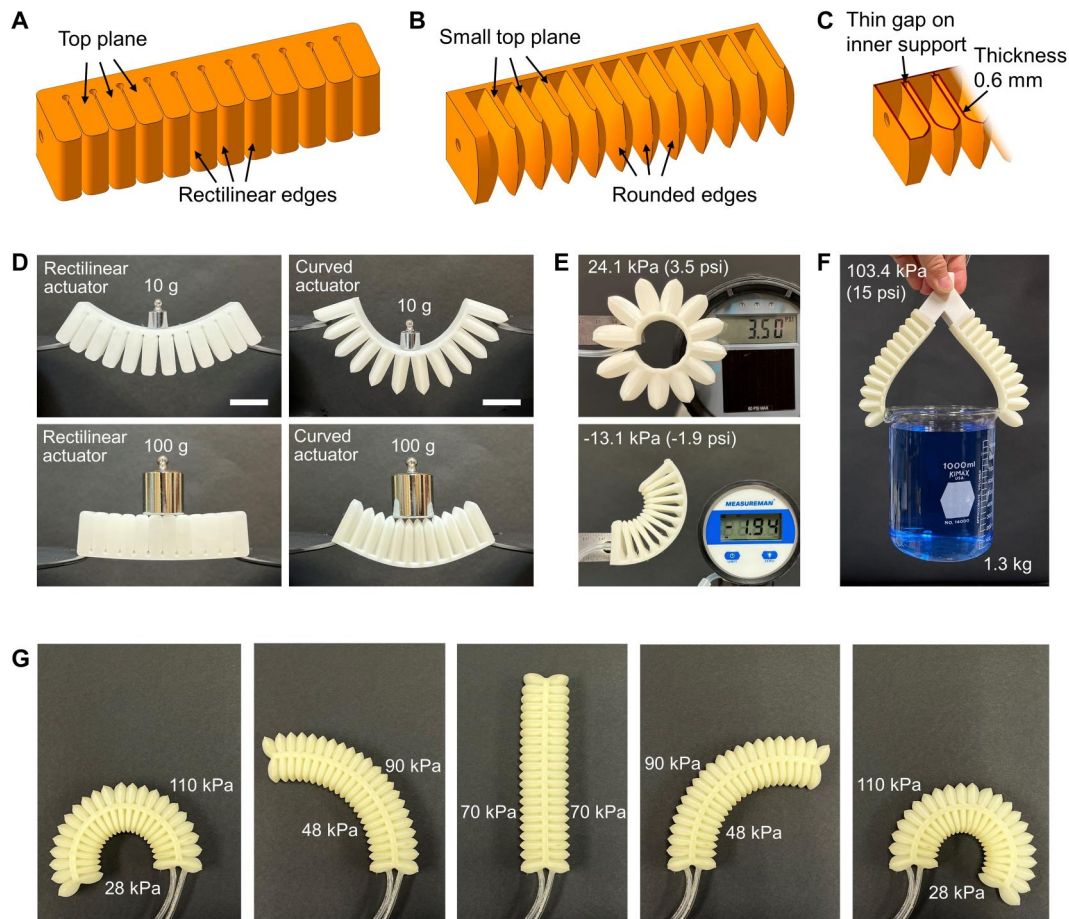 A
Top plane
Rectilinear edges
B
Small top plane
Rounded edges
C
Thin gap on
inner support
Thickness
0.6 mm
D
Rectilinear
actuator
10 g
Curved
actuator
10 g
Rectilinear
actuator
100 g
Curved
actuator
100 g
E
24.1 kPa (3.5 psi)
3.50
PSI
60 PSI MAX
-13.1 kPa (-1.9 psi)
MEASUREMAN
-1.94
F
103.4 kPa
(15 psi)
1000ml
KIMAX
USA
NO. 14000
1.3 kg
G
110 kPa
28 kPa
90 kPa
48 kPa
70 kPa
70 kPa
90 kPa
48 kPa
110 kPa
28 kPa